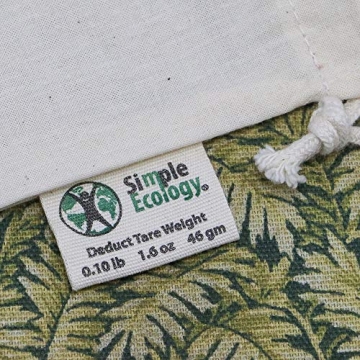 Simple
Ecology®
Deduct Tare Weight
0.10 lb 1.6 oz 46 gm